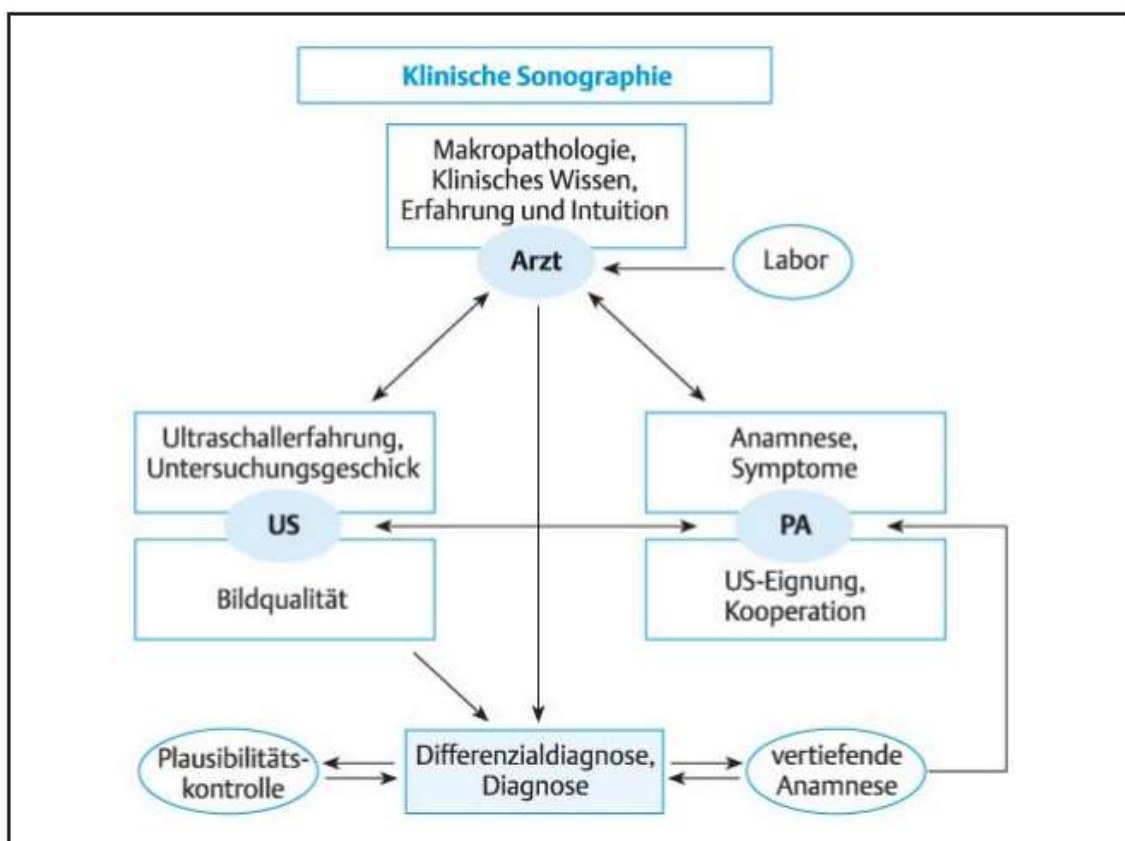 Klinische Sonographie
Makropathologie,
Klinisches Wissen,
Erfahrung und Intuition
Arzt
Labor
Ultraschallerfahrung,
Untersuchungsgeschick
US
Bildqualität
Anamnese,
Symptome
PA
US-Eignung,
Kooperation
Plausibilitäts-
kontrolle
Differenzialdiagnose,
Diagnose
vertiefende
Anamnese